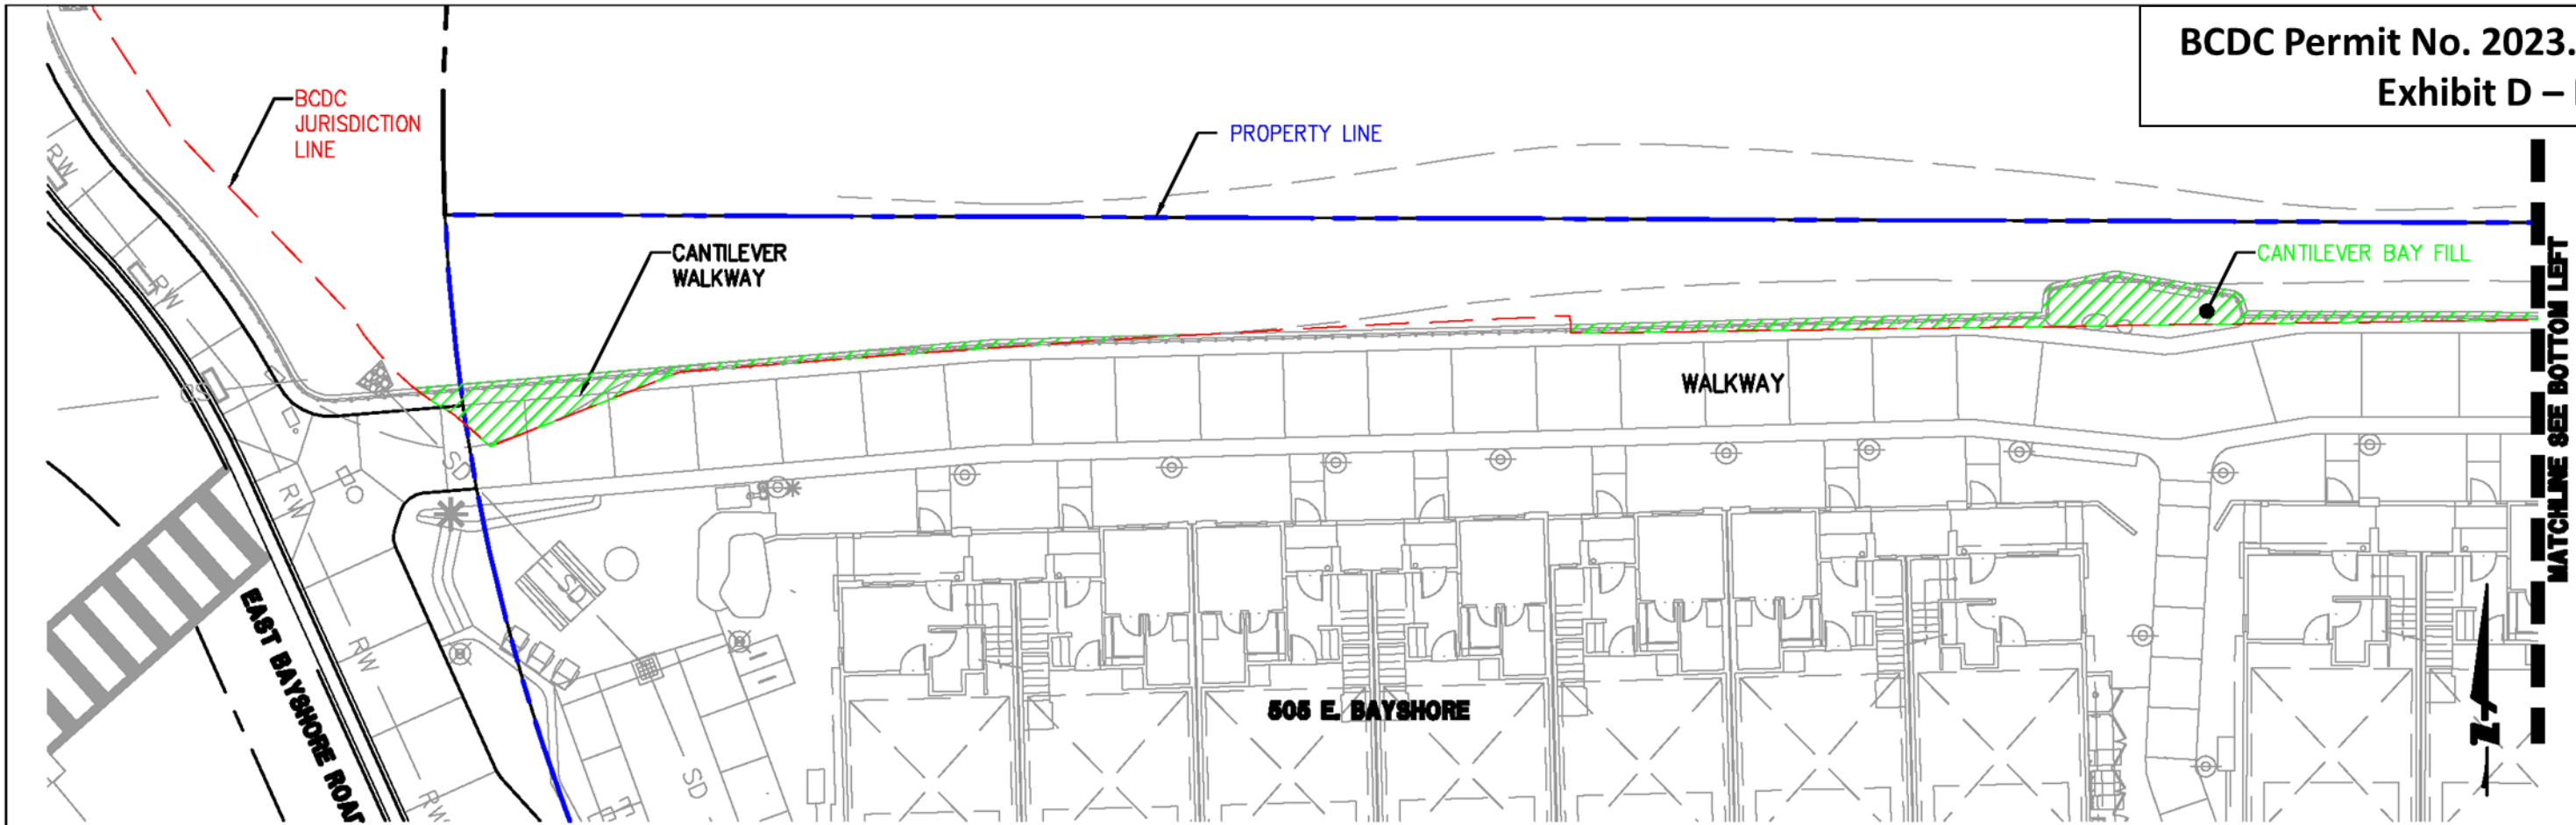 BCDC Permit No. 2023.
Exhibit D –
BCDC
JURISDICTION
LINE
PROPERTY LINE
CANTILEVER
WALKWAY
CANTILEVER BAY FILL
MATCHLINE SEE BOTTOM LEFT
WALKWAY
RW
RW
RW
RW
RW
SD
SD
SD
EAST BAYSHORE ROAD
505 E. BAYSHORE